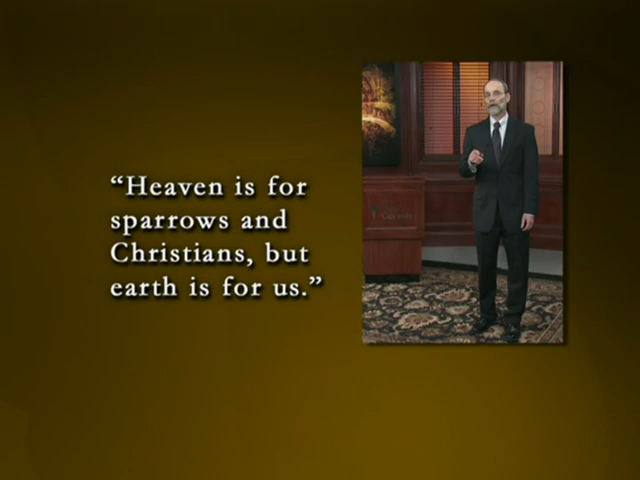 “Heaven is for
sparrows and
Christians, but
earth is for us.”